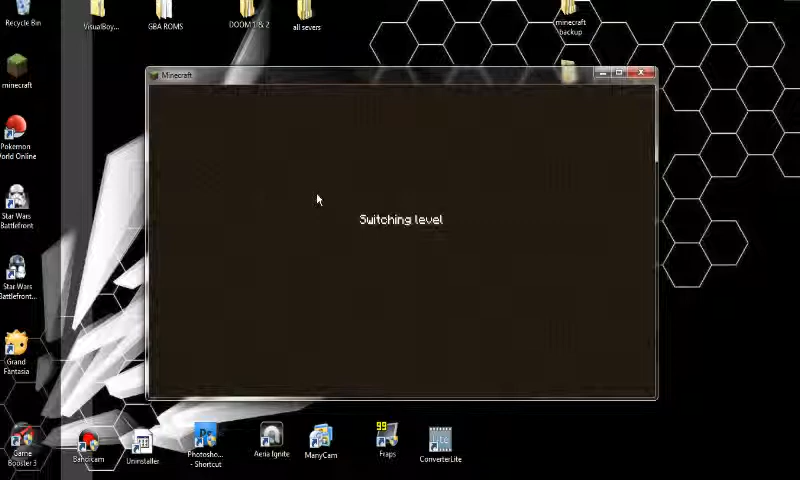 Recycle Bin
VisualBoy...
GBA ROMS
DOOM 1 & 2
all severs
minecraft
backup
minecraft
Minecraft
Pokemon
World Online
Switching level
Star Wars
Battlefront
Star Wars
Battlefront...
Grand
Fantasia
99
Game
Booster 3
Bandicam
Uninstaller
Photosho...
- Shortcut
Aeria Ignite
ManyCam
Fraps
Lite
ConverterLite